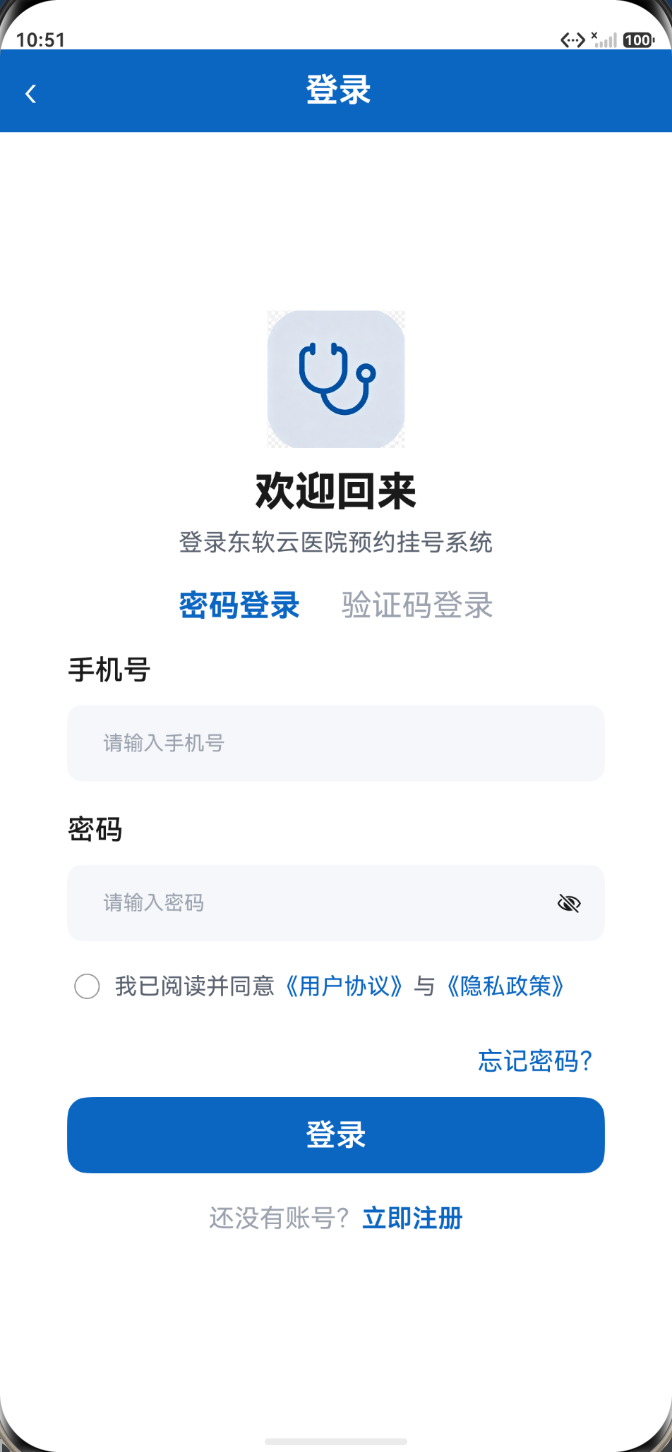 10:51
100
登录
欢迎回来
登录东软云医院预约挂号系统
密码登录 验证码登录
手机号
请输入手机号
密码
请输入密码
我已阅读并同意《用户协议》与《隐私政策》
忘记密码?
登录
还没有账号? 立即注册